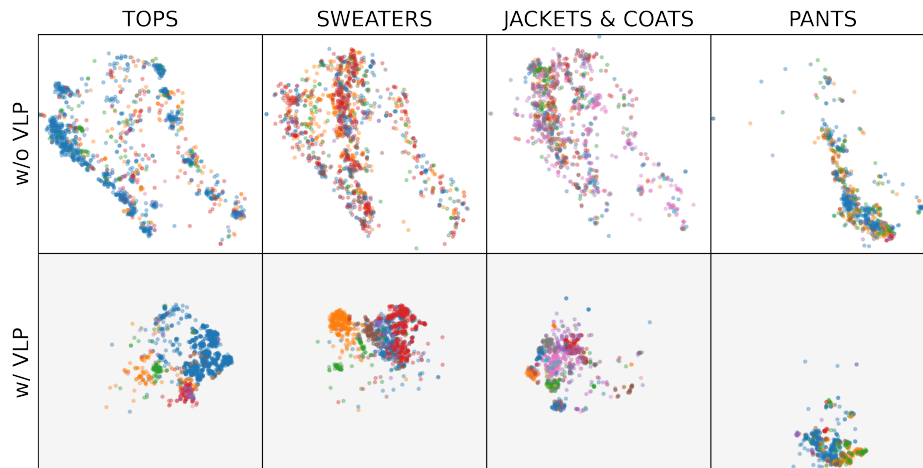 TOPS
SWEATERS
JACKETS & COATS
PANTS
w/o VLP
w/ VLP